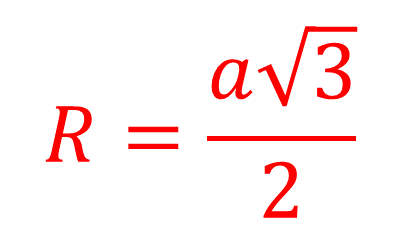 R = a√3/2